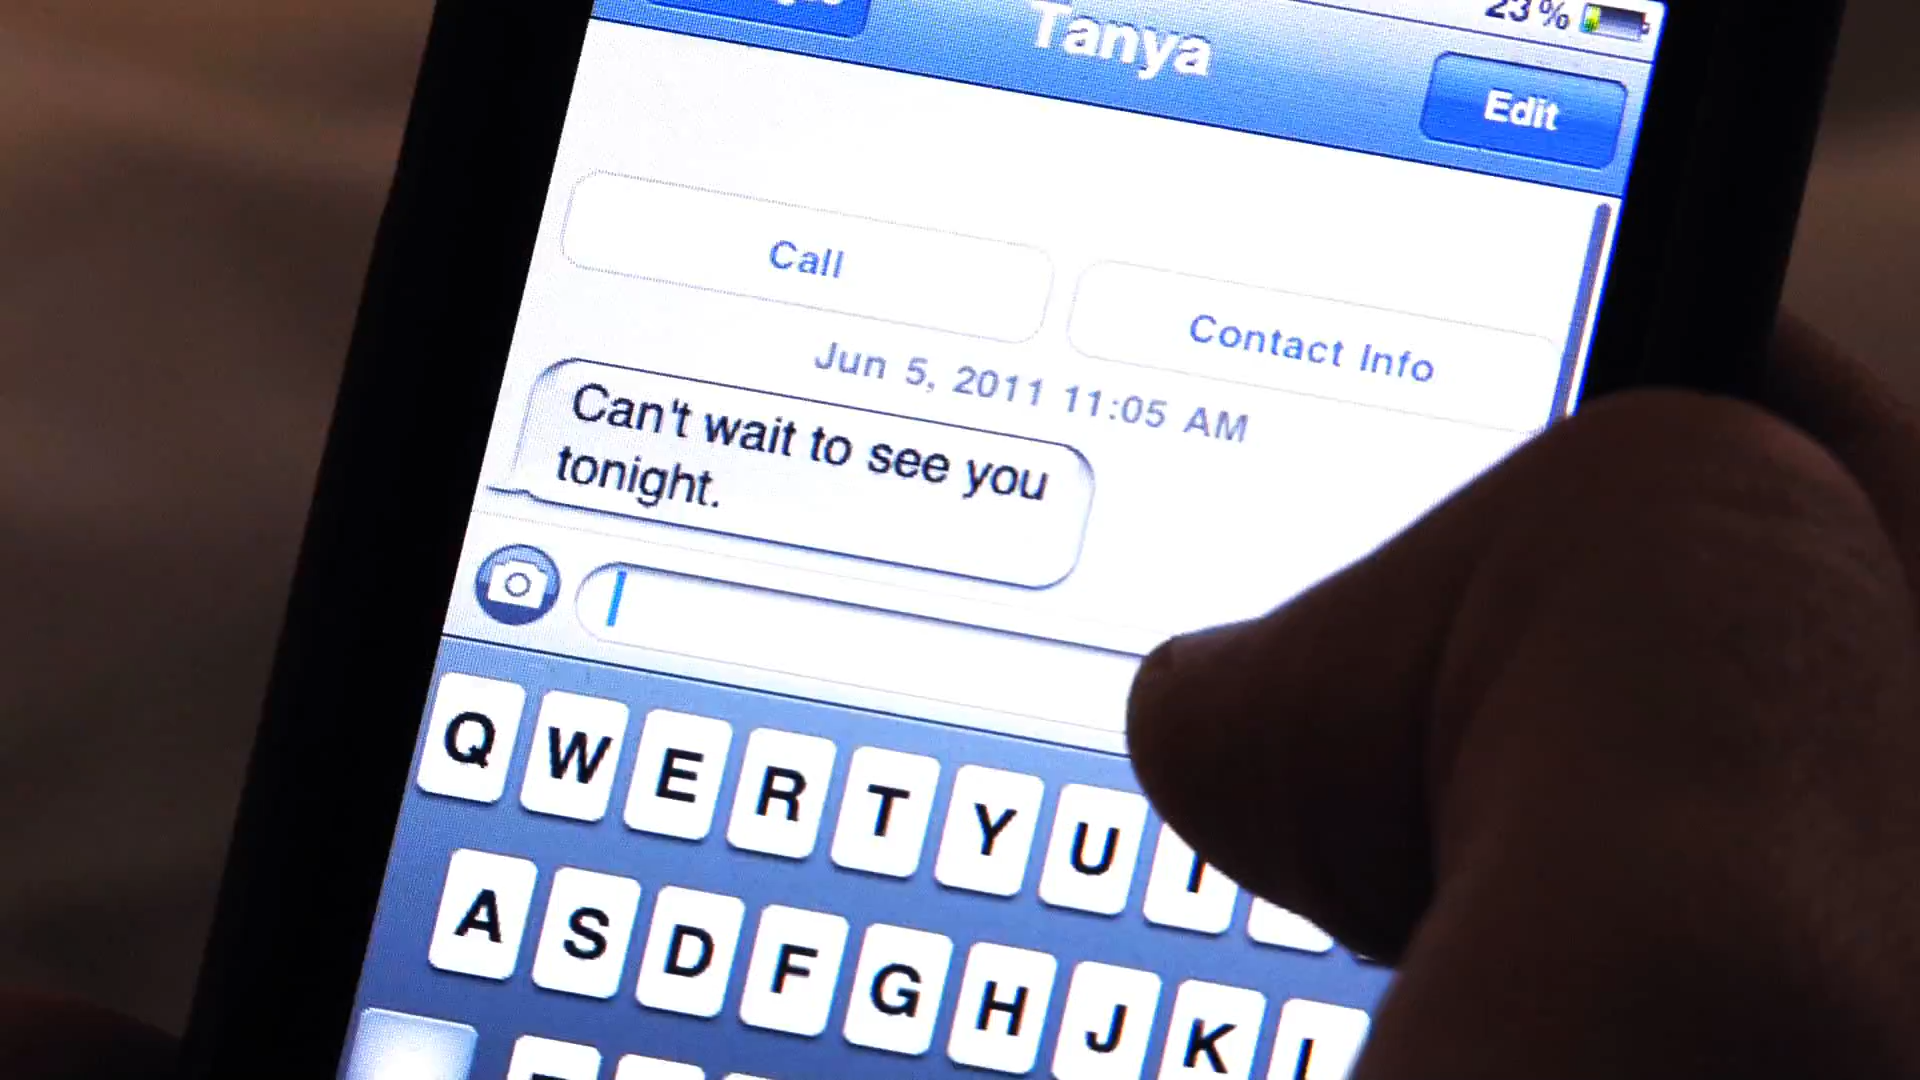 23%
Tanya
Edit
Call
Contact Info
Jun 5, 2011 11:05 AM
Can't wait to see you
tonight.
Q W E R T Y U
A S D F G H J K L